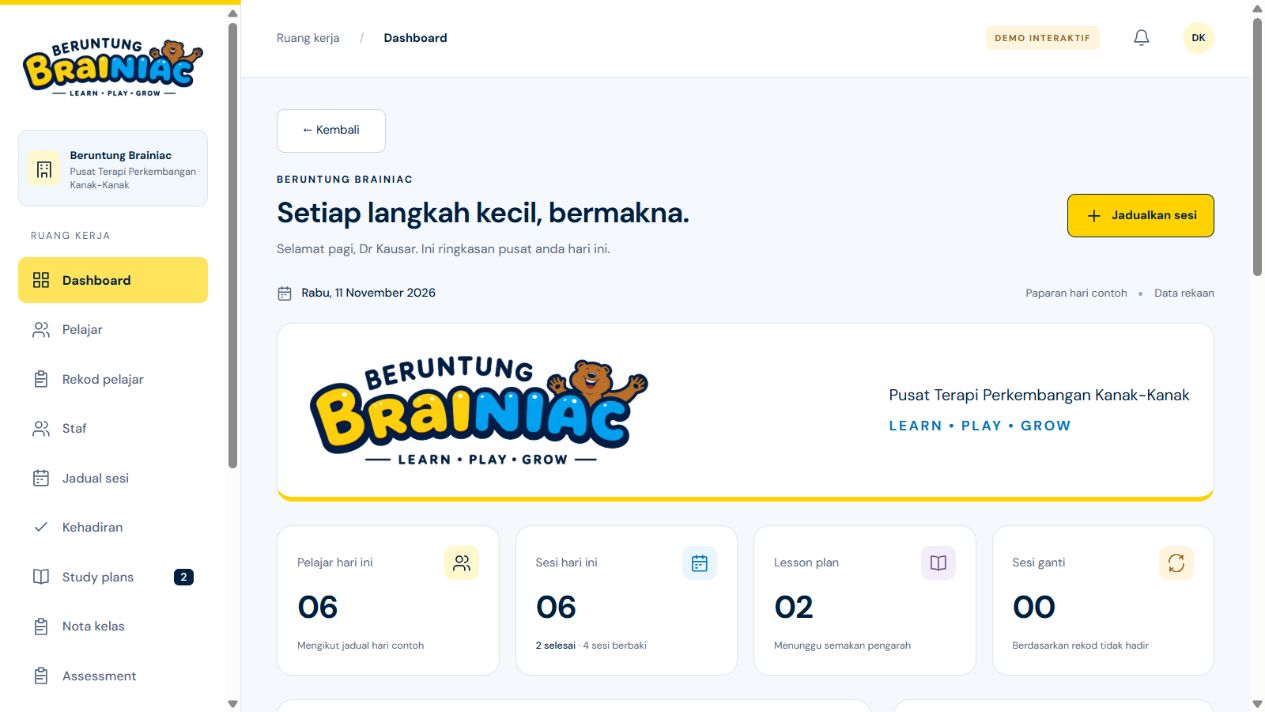 BERUNTUNG
BRAINIAC
LEARN • PLAY • GROW
Beruntung Brainiac
Pusat Terapi Perkembangan
Kanak-Kanak
RUANG KERJA
Dashboard
Pelajar
Rekod pelajar
Staf
Jadual sesi
Kehadiran
Study plans 2
Nota kelas
Assessment
Ruang kerja / Dashboard
DEMO INTERAKTIF
DK
← Kembali
BERUNTUNG BRAINIAC
Setiap langkah kecil, bermakna.
Selamat pagi, Dr Kausar. Ini ringkasan pusat anda hari ini.
+ Jadualkan sesi
Rabu, 11 November 2026
Paparan hari contoh • Data rekaan
BERUNTUNG
BRAINIAC
LEARN • PLAY • GROW
Pusat Terapi Perkembangan Kanak-Kanak
LEARN • PLAY • GROW
Pelajar hari ini
06
Mengikut jadual hari contoh
Sesi hari ini
06
2 selesai · 4 sesi berbaki
Lesson plan
02
Menunggu semakan pengarah
Sesi ganti
00
Berdasarkan rekod tidak hadir